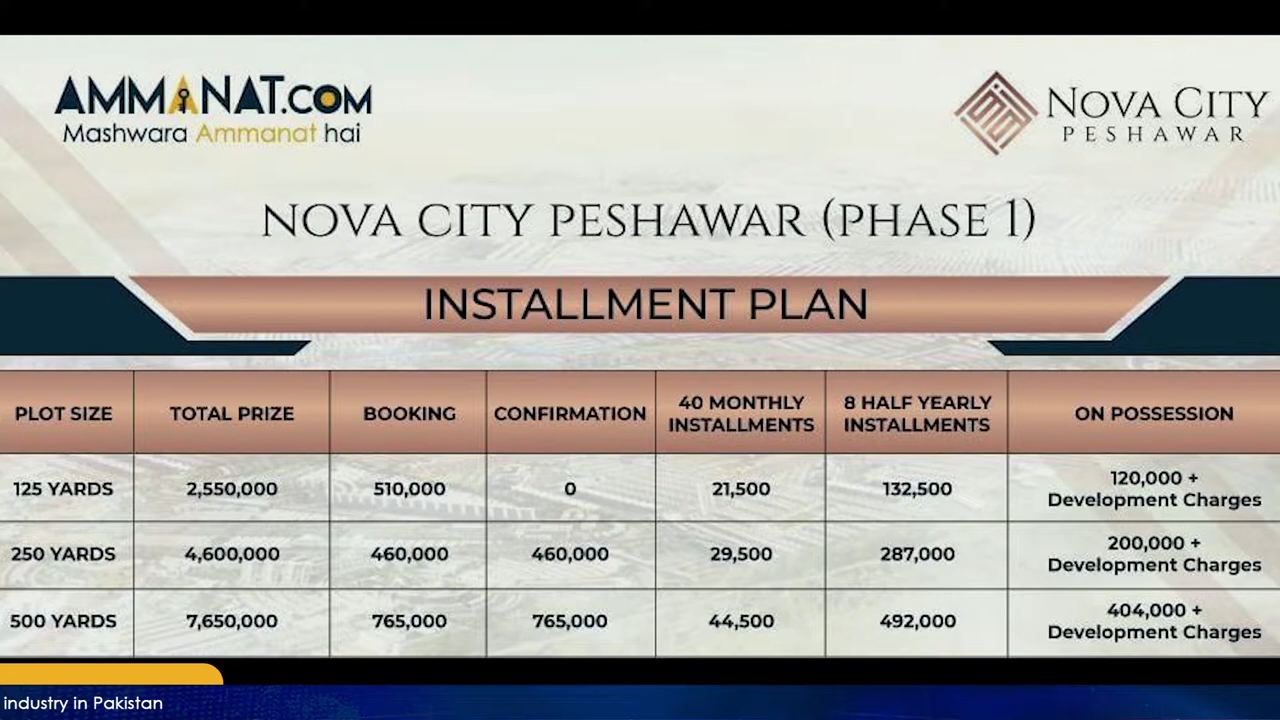 AMMANAT.COM
Mashwara Ammanat hai
NOVA CITY
PESHAWAR
NOVA CITY PESHAWAR (PHASE 1)
INSTALLMENT PLAN
PLOT SIZE TOTAL PRIZE BOOKING CONFIRMATION 40 MONTHLY INSTALLMENTS 8 HALF YEARLY INSTALLMENTS ON POSSESSION
125 YARDS 2,550,000 510,000 0 21,500 132,500 120,000 + Development Charges
250 YARDS 4,600,000 460,000 460,000 29,500 287,000 200,000 + Development Charges
500 YARDS 7,650,000 765,000 765,000 44,500 492,000 404,000 + Development Charges
industry in Pakistan